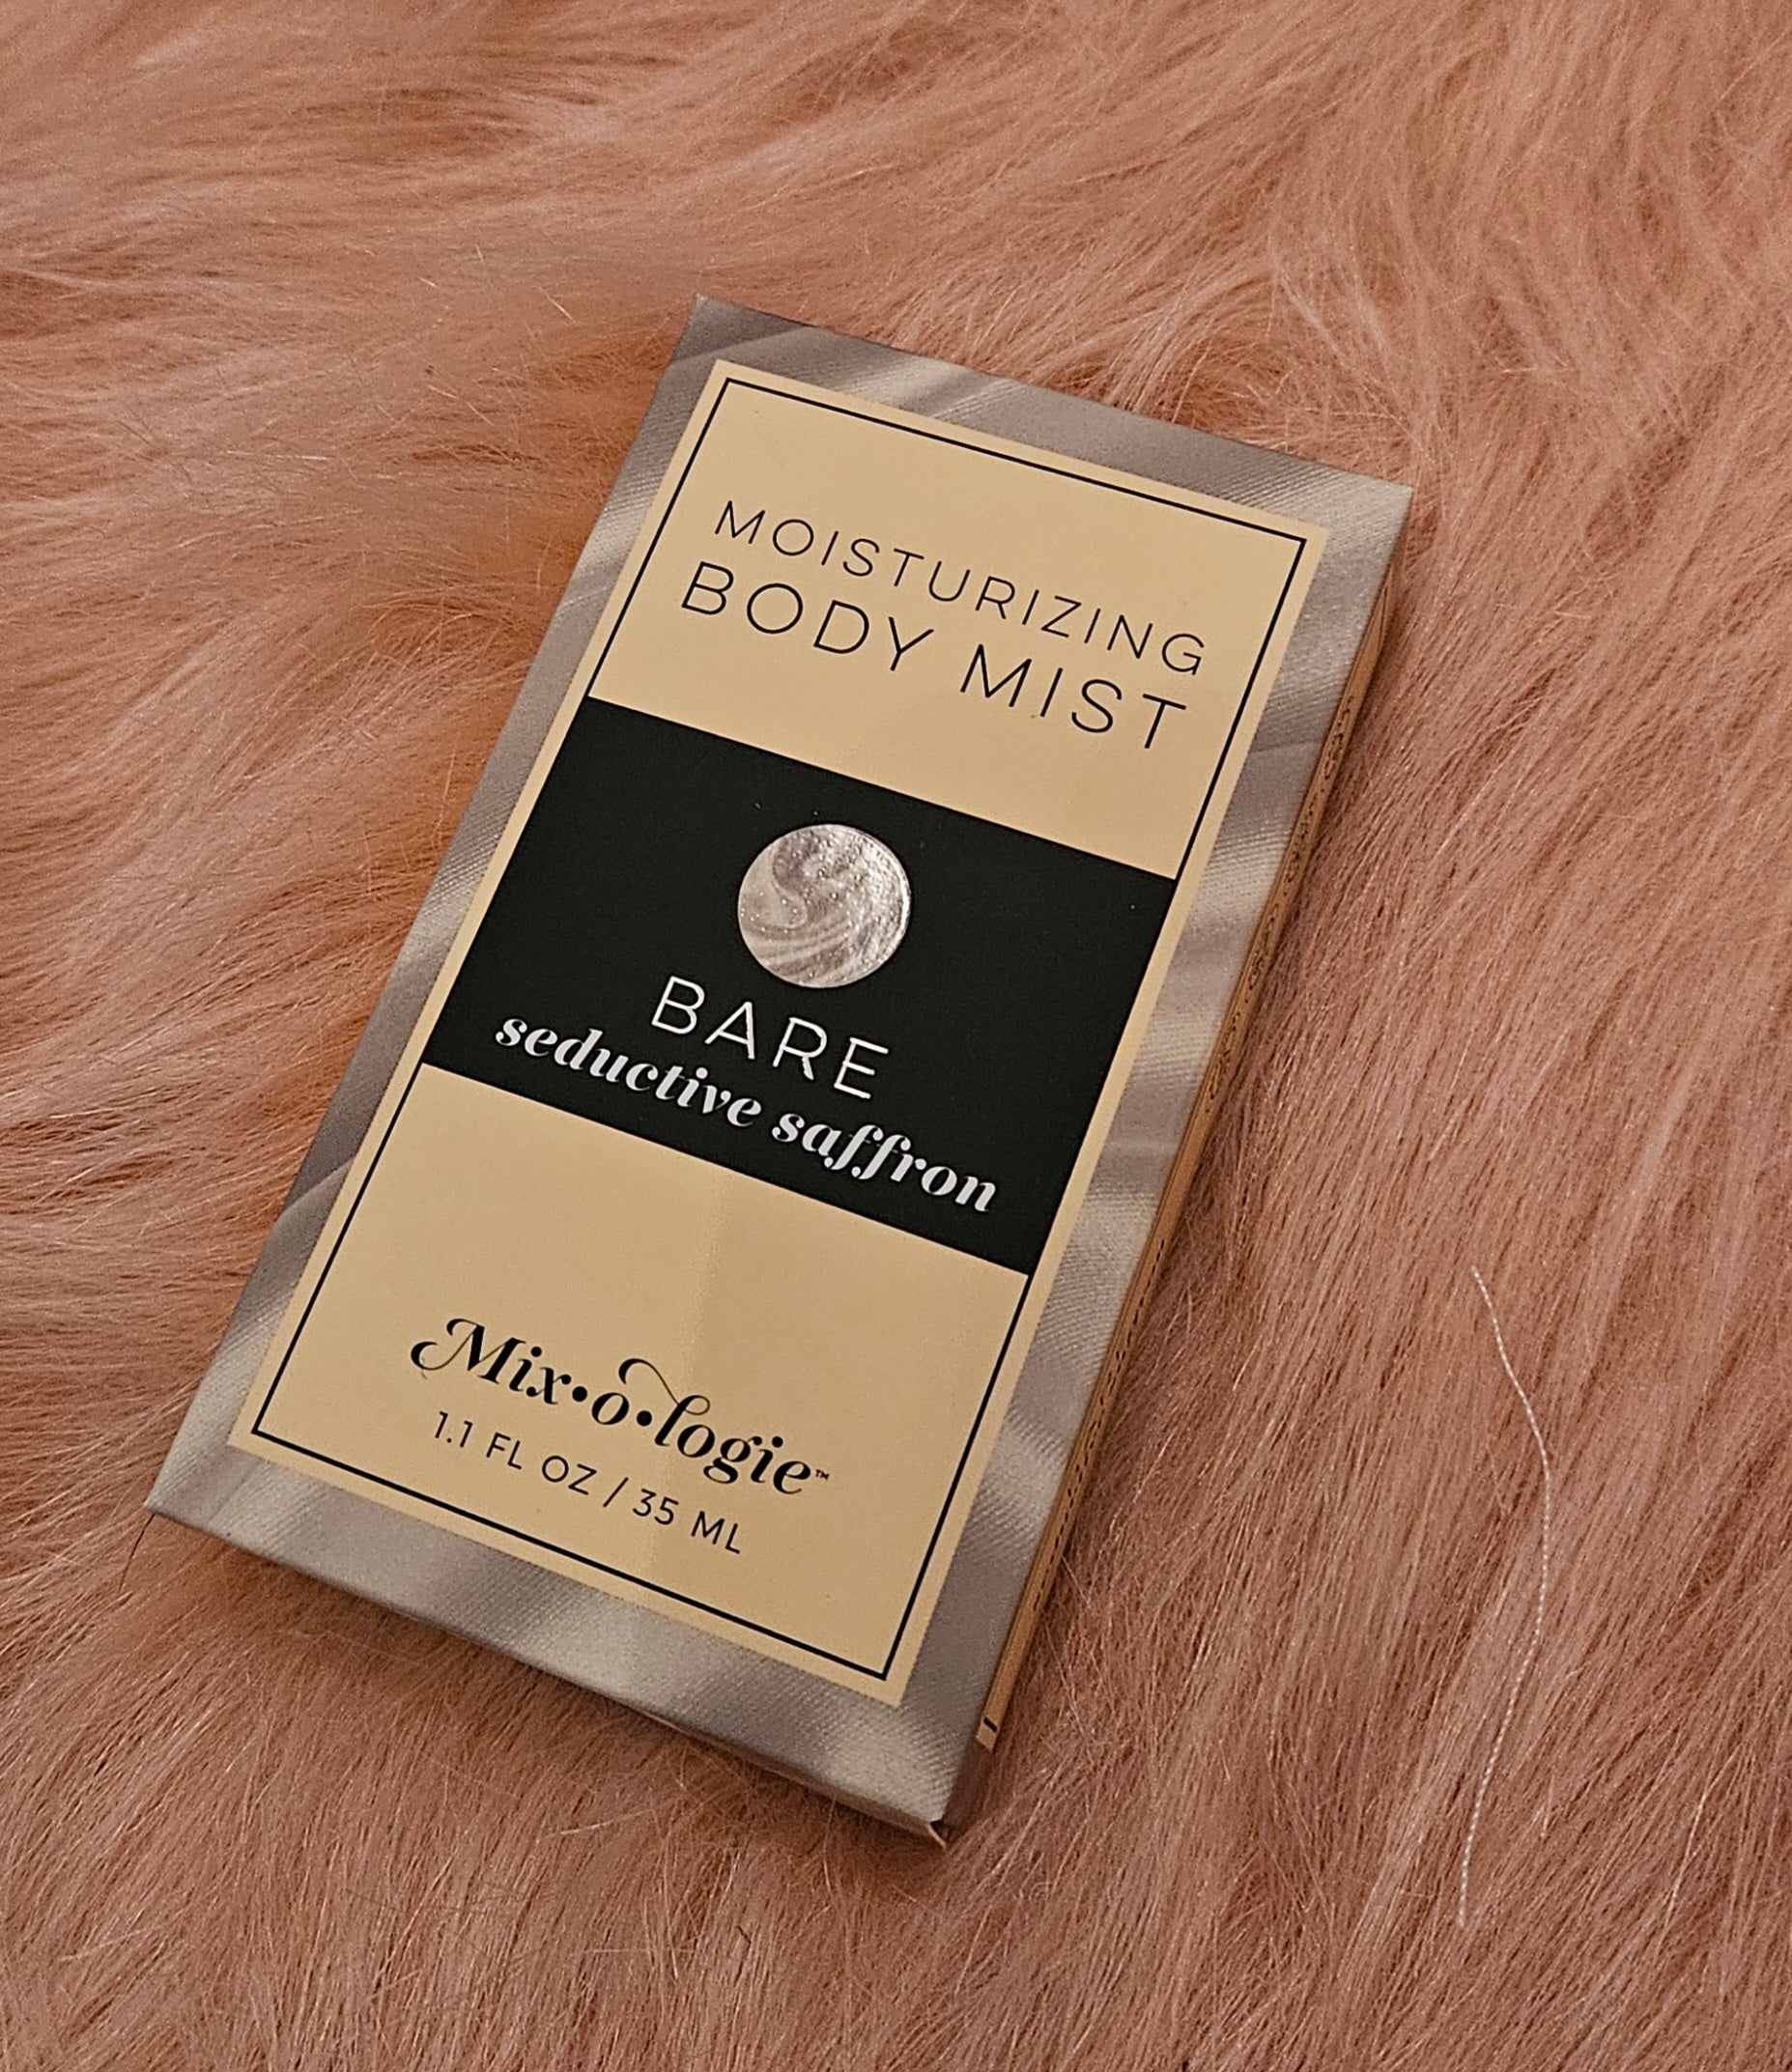 MOISTURIZING
BODY MIST
BARE
seductive saffron
Mix•o•logie™
1.1 FL OZ / 35 ML